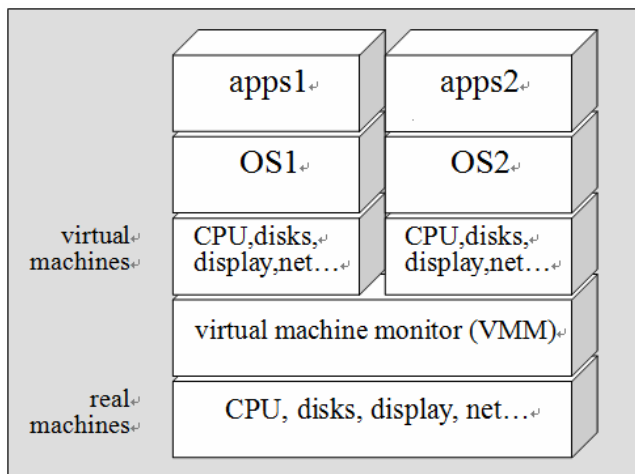 apps1
apps2
OS1
OS2
virtual
machines
CPU,disks,
display,net…
CPU,disks,
display,net…
virtual machine monitor (VMM)
real
machines
CPU, disks, display, net…